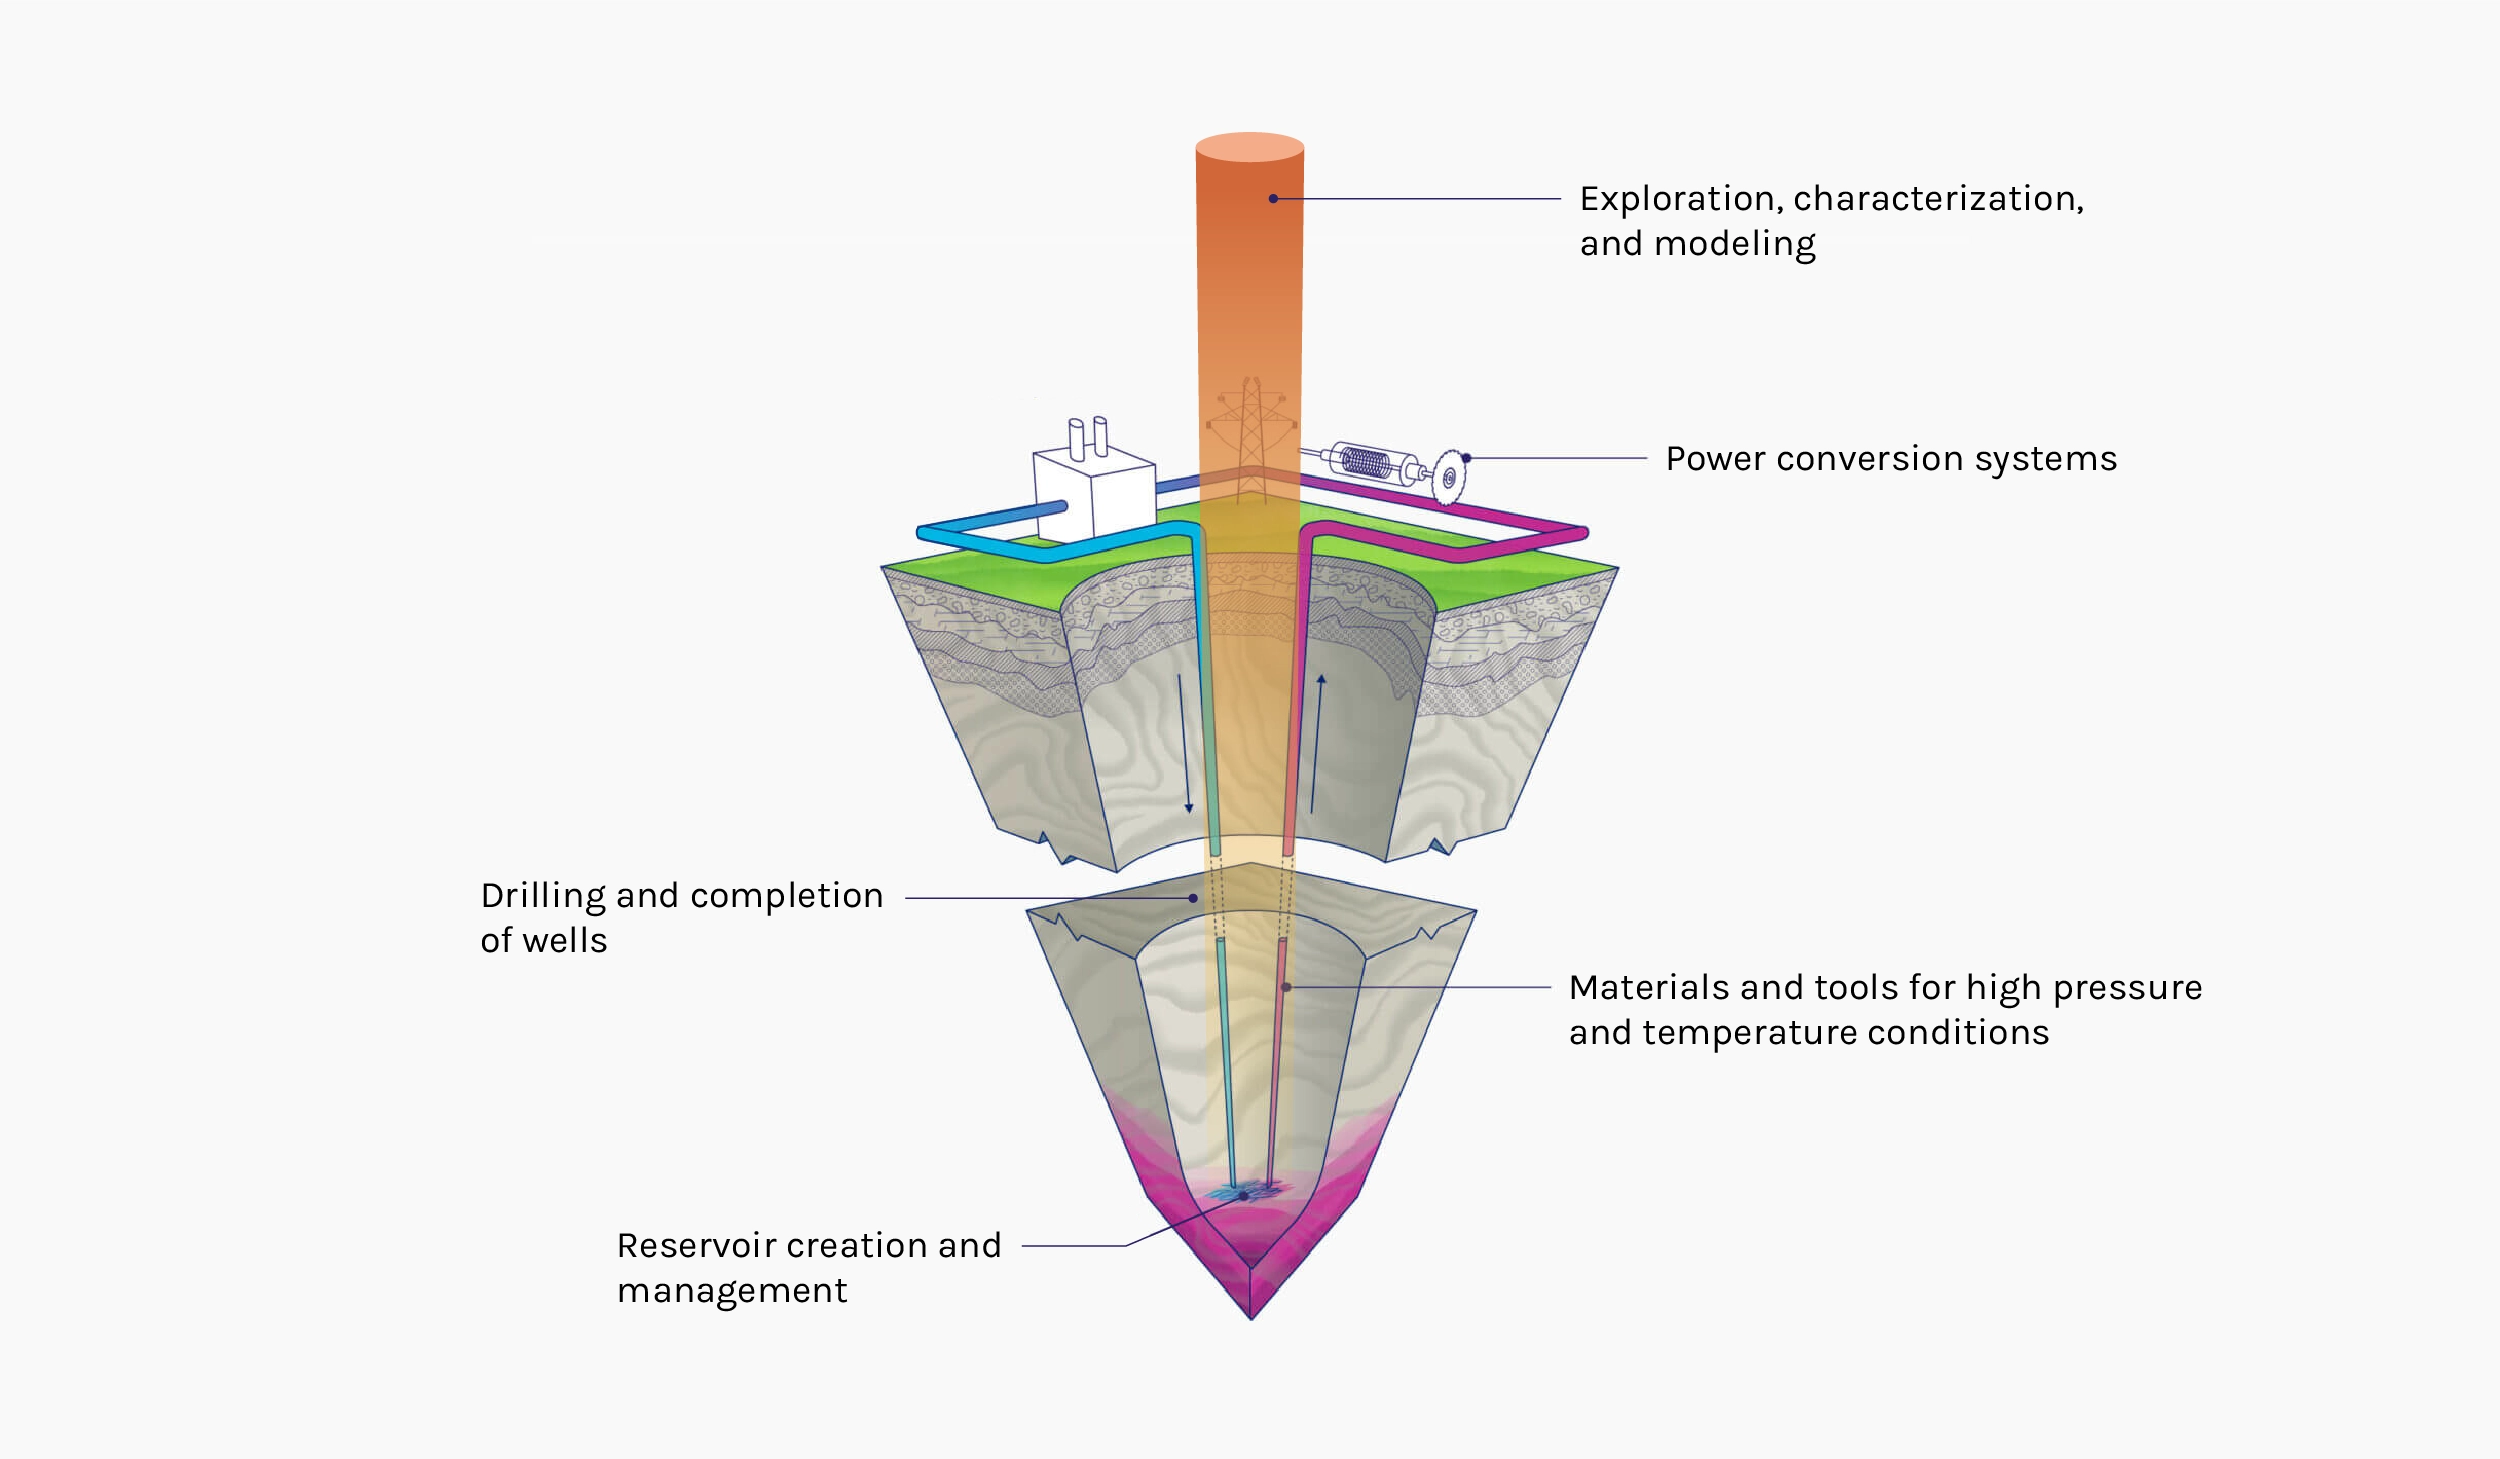 Exploration, characterization,
and modeling
Power conversion systems
Drilling and completion
of wells
Materials and tools for high pressure
and temperature conditions
Reservoir creation and
management